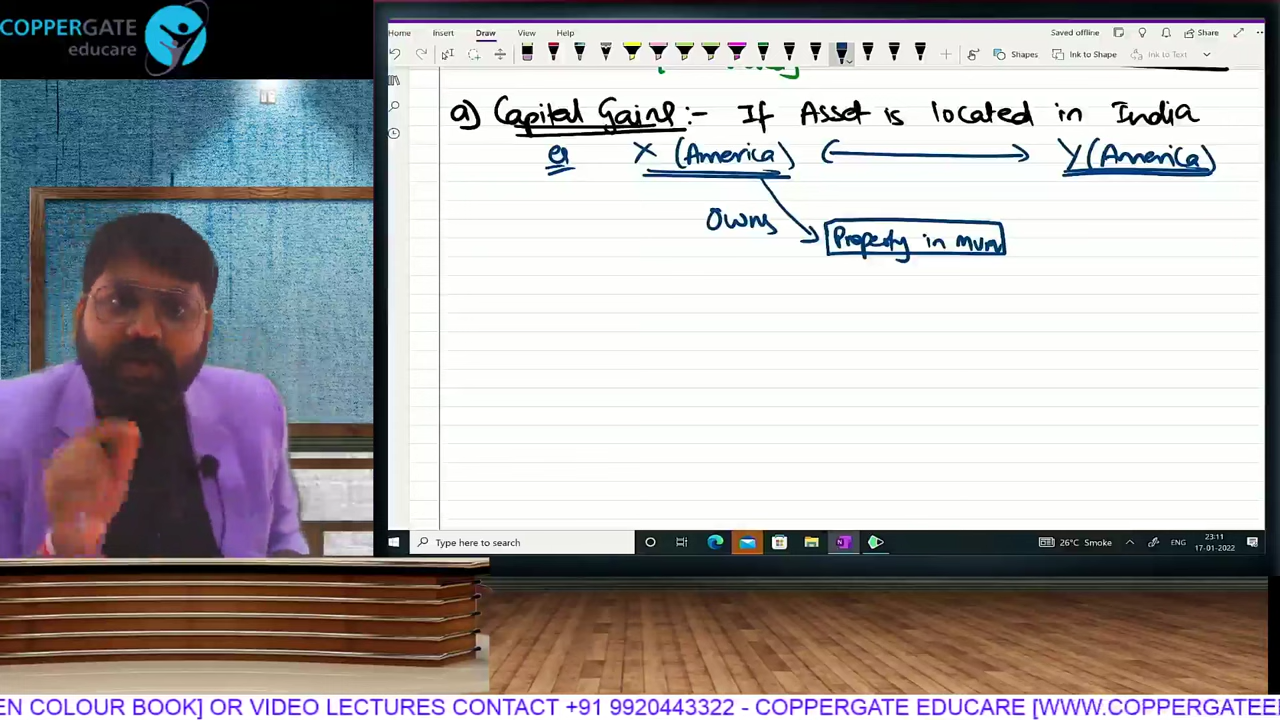 COPPERGATE
educare
Home Insert Draw View Help
Saved offline
Share
Shapes
Ink to Shape
Ink to Text
a) Capital Gains:- If Asset is located in India
eg X (America) Y (America)
Owns
Property in Mum
Type here to search
26°C Smoke
ENG
23:11
17-01-2022
EN COLOUR BOOK] OR VIDEO LECTURES CONTACT +91 9920443322 - COPPERGATE EDUCARE [WWW.COPPERGATEE